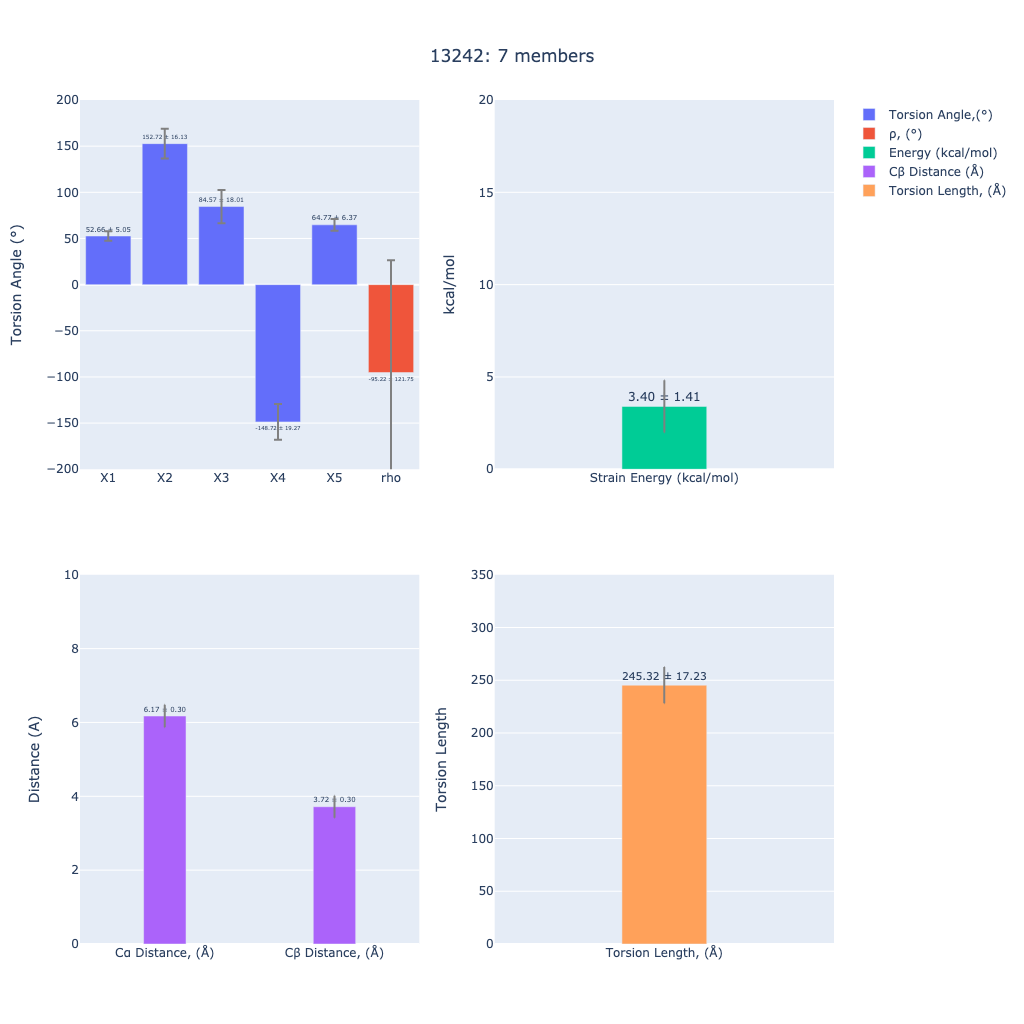 13242: 7 members
Torsion Angle (°)
200
150
100
50
0
−50
−100
−150
−200
52.66 ± 5.05
152.72 ± 16.13
84.57 ± 18.01
-148.72 ± 19.27
64.77 ± 6.37
-95.22 ± 121.75
X1 X2 X3 X4 X5 rho
kcal/mol
20
15
10
5
0
3.40 ± 1.41
Strain Energy (kcal/mol)
Torsion Angle,(°)
ρ, (°)
Energy (kcal/mol)
Cβ Distance (Å)
Torsion Length, (Å)
Distance (A)
10
8
6
4
2
0
6.17 ± 0.30
3.72 ± 0.30
Cα Distance, (Å) Cβ Distance, (Å)
Torsion Length
350
300
250
200
150
100
50
0
245.32 ± 17.23
Torsion Length, (Å)